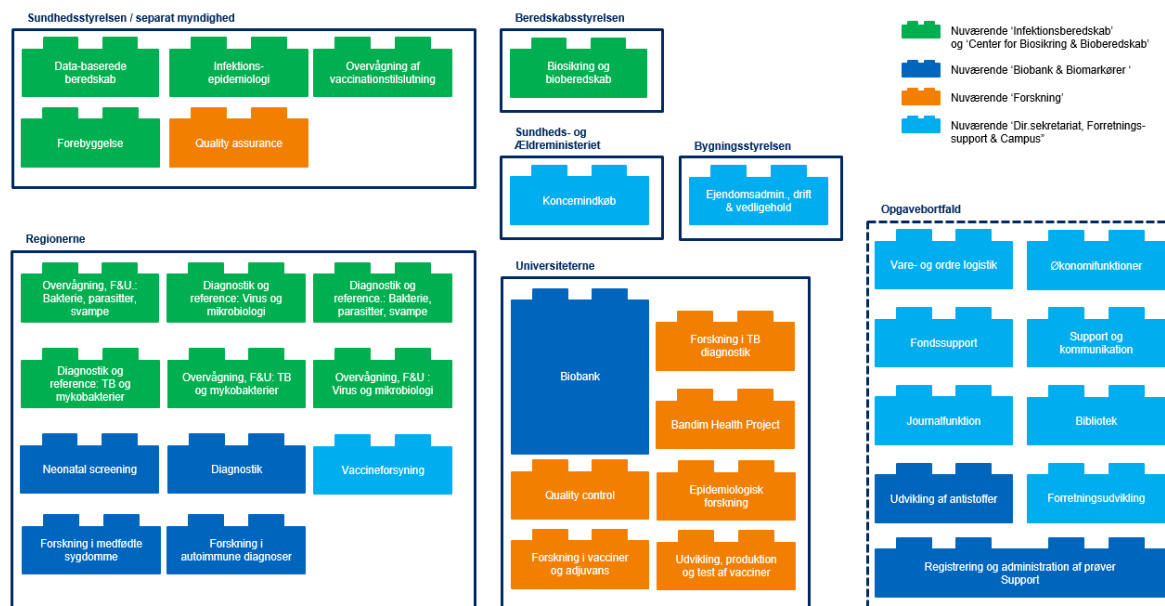 Sundhedsstyrelsen / separat myndighed
Data-baserede
beredskab
Infektions-
epidemiologi
Overvågning af
vaccinationstilslutning
Forebyggelse
Quality assurance
Beredskabsstyrelsen
Biosikring og
bioberedskab
Sundheds- og
Ældreministeriet
Koncernindkøb
Bygningsstyrelsen
Ejendomsadmin., drift
& vedligehold
Nuværende ‘Infektionsberedskab’
og ‘Center for Biosikring & Bioberedskab’
Nuværende ‘Biobank & Biomarkører ‘
Nuværende ‘Forskning’
Nuværende ‘Dir.sekretariat, Forretnings-
support & Campus”
Regionerne
Overvågning, F&U.:
Bakterie, parasitter,
svampe
Diagnostik og
reference: Virus og
mikrobiologi
Diagnostik og
reference.: Bakterie,
parasitter, svampe
Diagnostik og
reference: TB og
mykobakterier
Overvågning, F&U: TB
og mykobakterier
Overvågning, F&U :
Virus og mikrobiologi
Neonatal screening
Diagnostik
Vaccineforsyning
Forskning i medfødte
sygdomme
Forskning i
autoimmune diagnoser
Universiteterne
Biobank
Forskning i TB
diagnostik
Bandim Health Project
Quality control
Epidemiologisk
forskning
Forskning i vacciner
og adjuvans
Udvikling, produktion
og test af vacciner
Opgavebortfald
Vare- og ordre logistik
Økonomifunktioner
Fondssupport
Support og
kommunikation
Journalfunktion
Bibliotek
Udvikling af antistoffer
Forretningsudvikling
Registrering og administration af prøver
Support